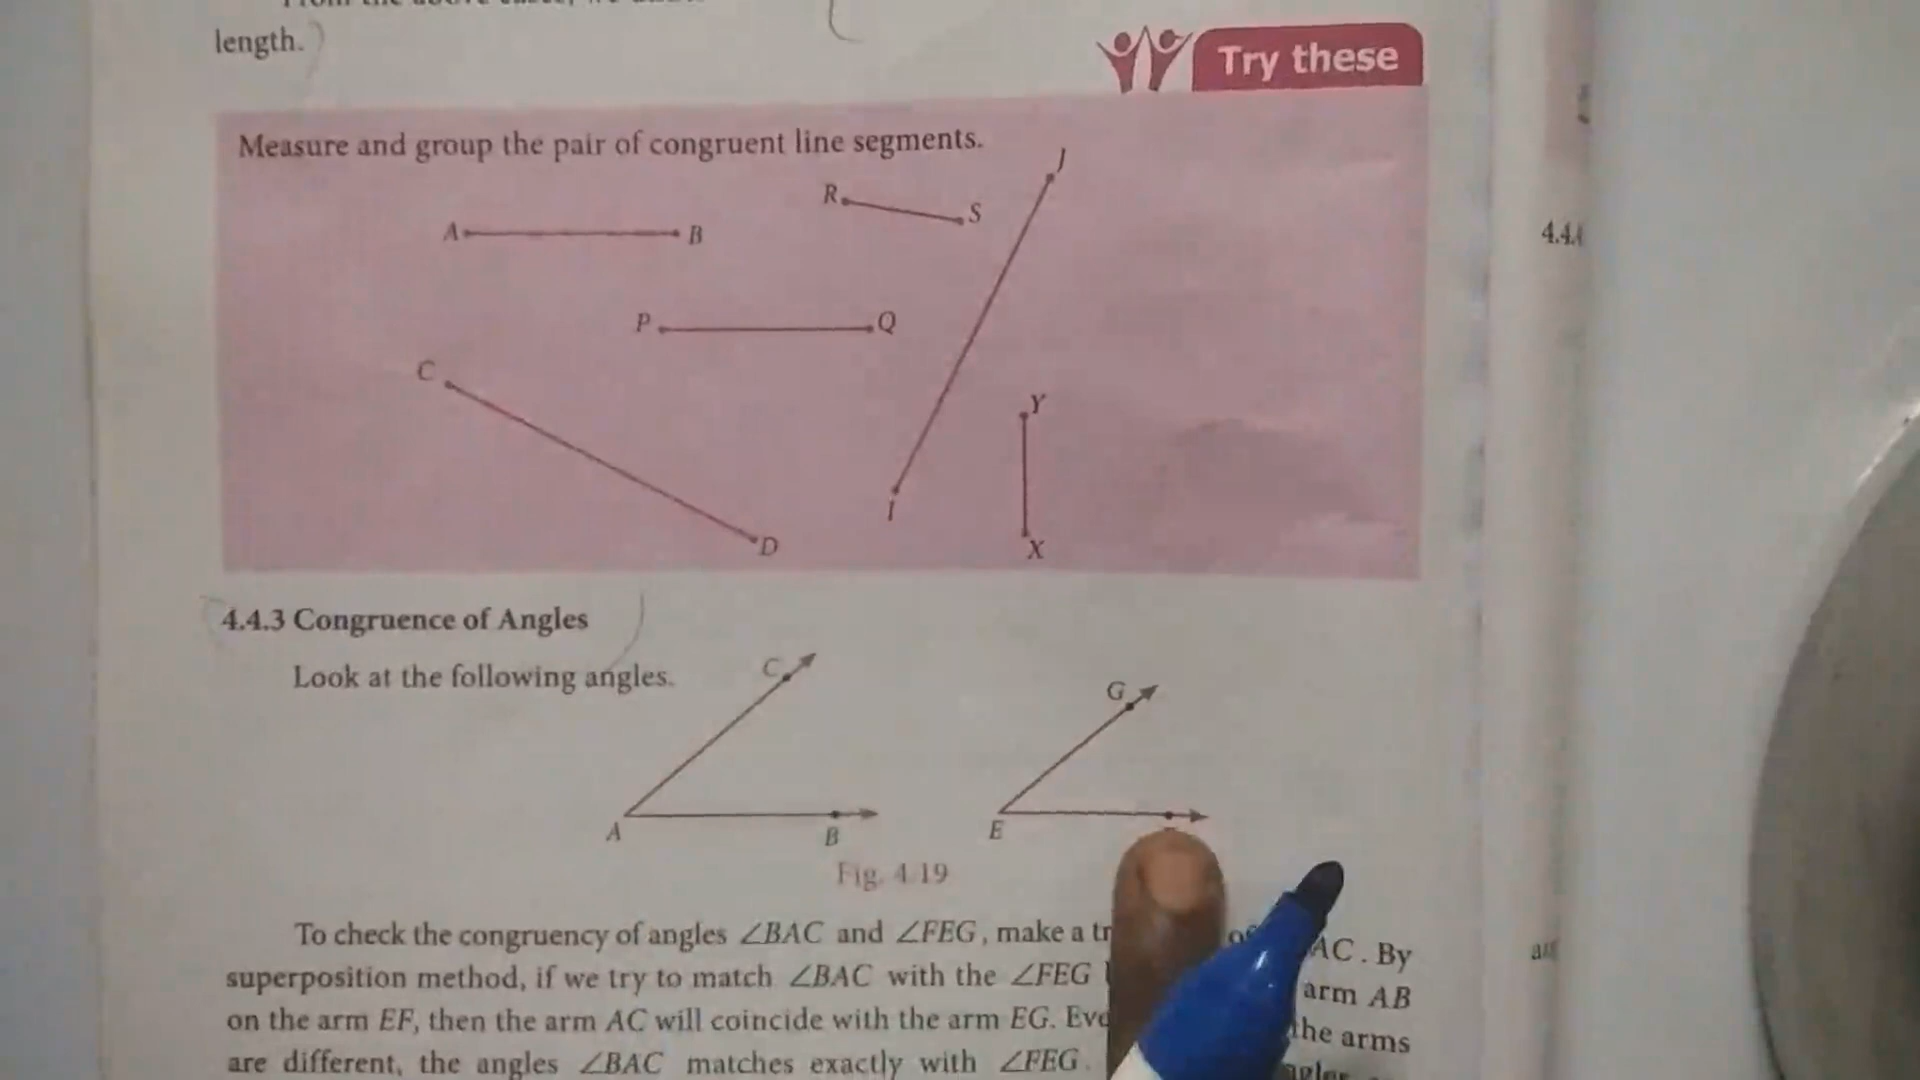 length.
Try these
Measure and group the pair of congruent line segments.
J
R S
A B
P Q
C
Y
I
D X
4.4.3 Congruence of Angles
Look at the following angles.
C G
A B E
Fig. 4.19
To check the congruency of angles ∠BAC and ∠FEG, make a AC. By
superposition method, if we try to match ∠BAC with the ∠FEG arm AB
on the arm EF, then the arm AC will coincide with the arm EG. the arms
are different, the angles ∠BAC matches exactly with ∠FEG.
4.4.